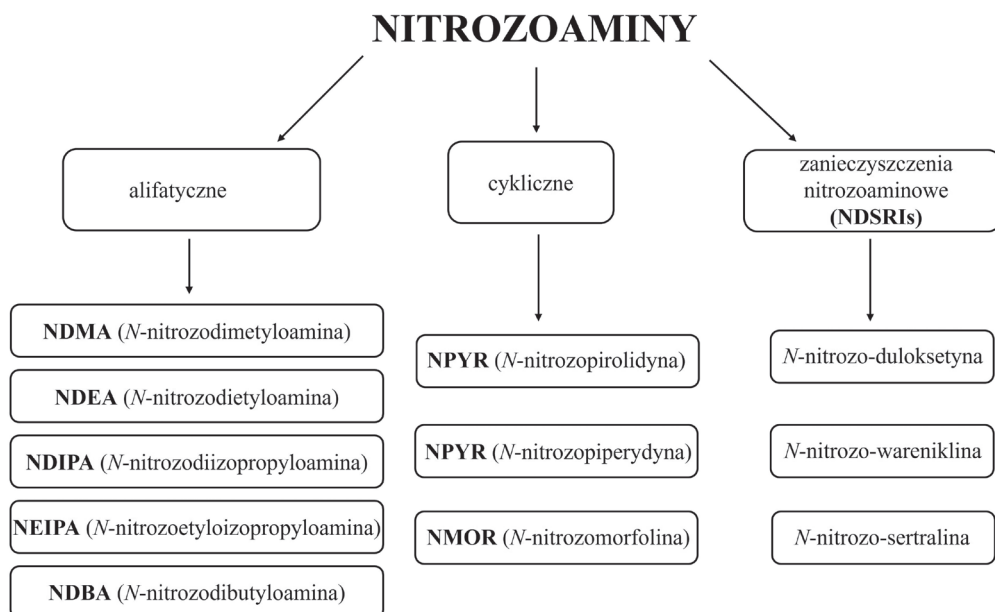 NITROZOAMINY
alifatyczne
NDMA (N-nitrozodimetyloamina)
NDEA (N-nitrozodietyloamina)
NDIPA (N-nitrozodiizopropyloamina)
NEIPA (N-nitrozoetyloizopropyloamina)
NDBA (N-nitrozodibutyloamina)
cykliczne
NPYR (N-nitrozopirolidyna)
NPYR (N-nitrozopiperydyna)
NMOR (N-nitrozomorfolina)
zanieczyszczenia
nitrozoaminowe
(NDSRIs)
N-nitrozo-duloksetyna
N-nitrozo-wareniklina
N-nitrozo-sertralina